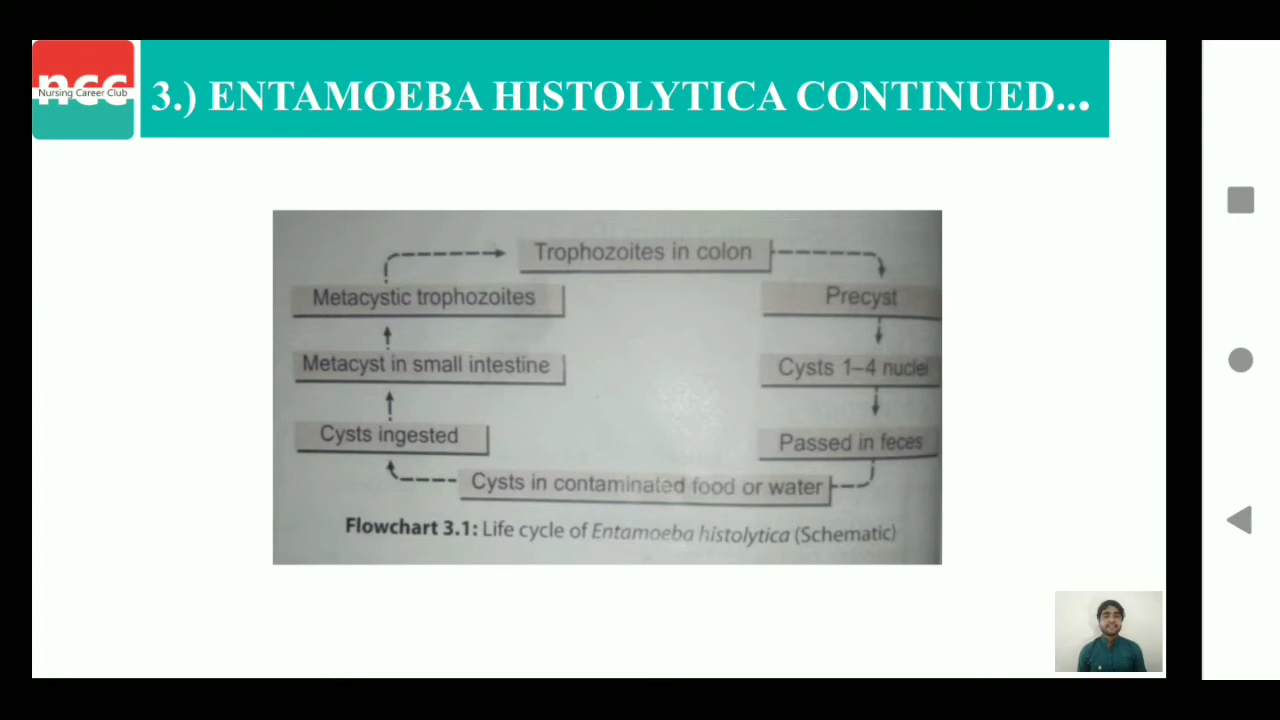 ncc
Nursing Career Club
3.) ENTAMOEBA HISTOLYTICA CONTINUED...
Trophozoites in colon
Metacystic trophozoites
Precyst
Metacyst in small intestine
Cysts 1–4 nuclei
Cysts ingested
Passed in feces
Cysts in contaminated food or water
Flowchart 3.1: Life cycle of Entamoeba histolytica (Schematic)